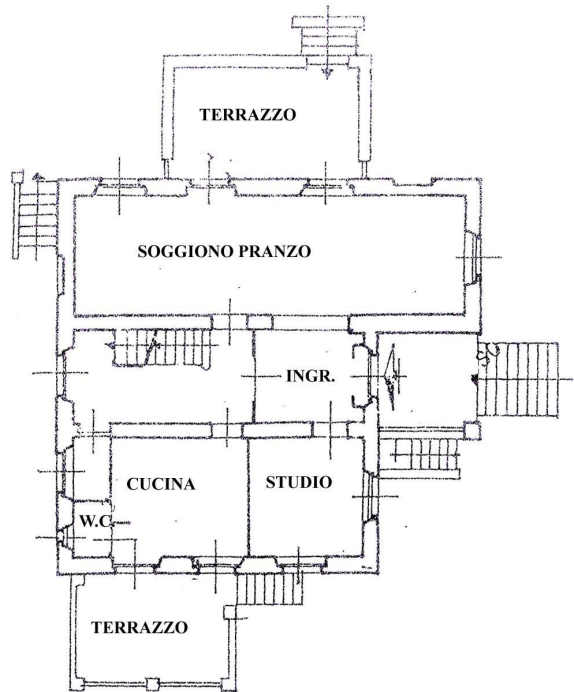 TERRAZZO
SOGGIONO PRANZO
INGR.
CUCINA
STUDIO
W.C
TERRAZZO